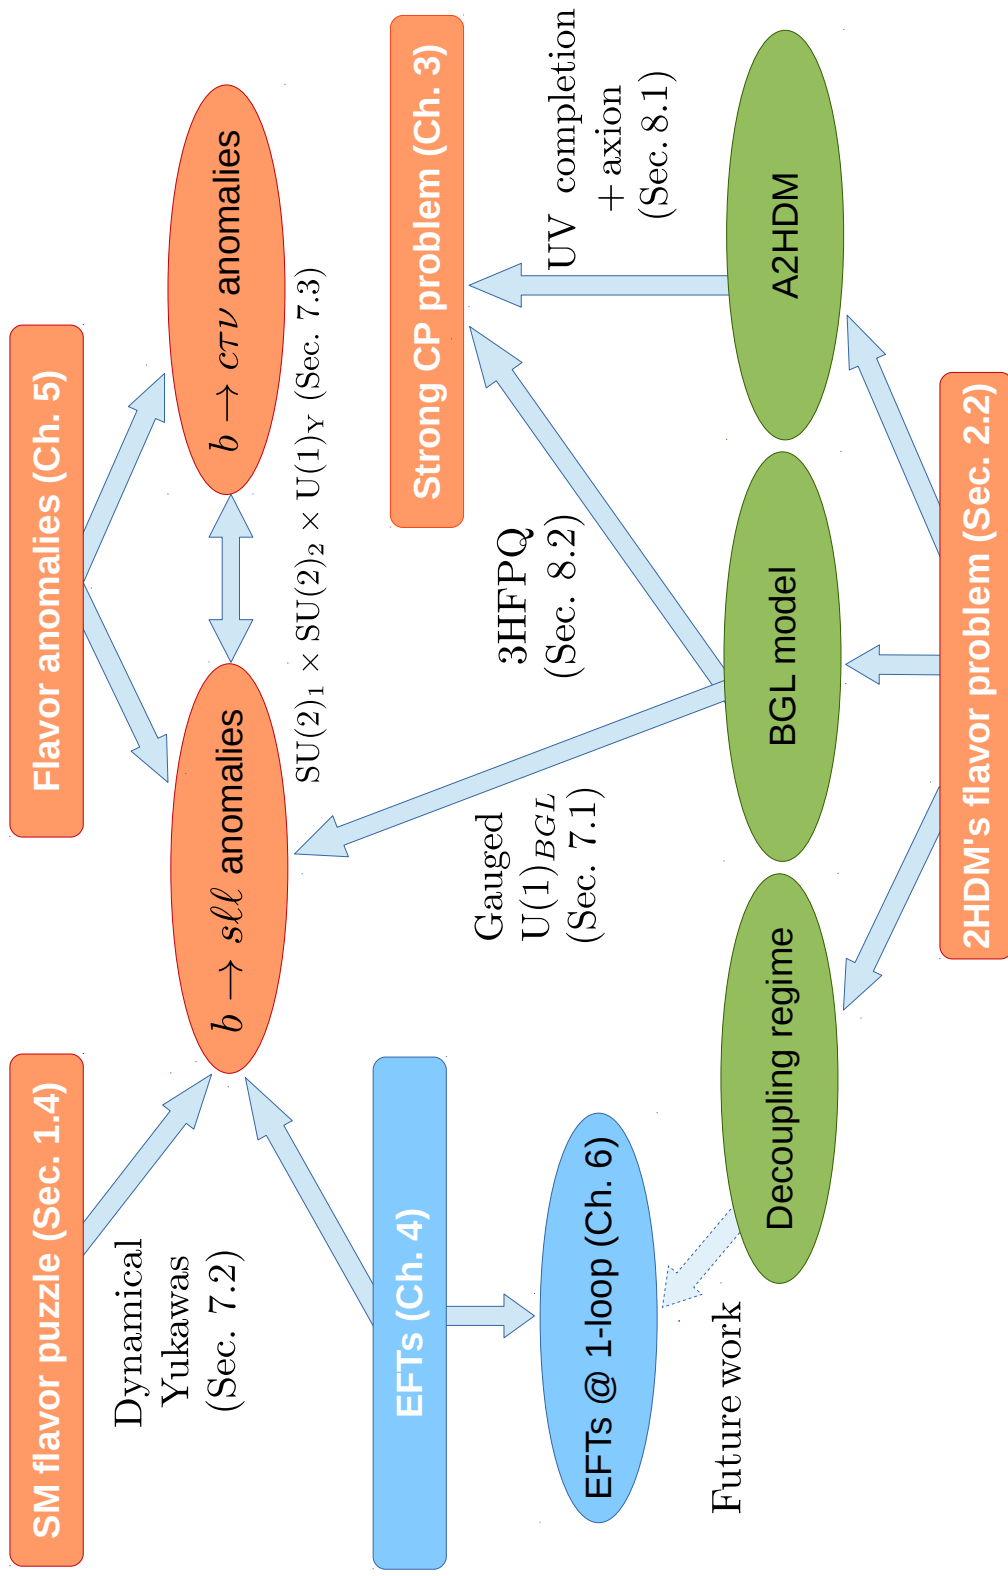 SM flavor puzzle (Sec. 1.4)
Flavor anomalies (Ch. 5)
Dynamical
Yukawas
(Sec. 7.2)
b → sℓℓ anomalies
b → cτν anomalies
SU(2)₁ × SU(2)₂ × U(1)_Y (Sec. 7.3)
EFTs (Ch. 4)
Strong CP problem (Ch. 3)
Gauged
U(1)_BGL
(Sec. 7.1)
3HFPQ
(Sec. 8.2)
UV completion
+ axion
(Sec. 8.1)
EFTs @ 1-loop (Ch. 6)
Future work
Decoupling regime
BGL model
A2HDM
2HDM's flavor problem (Sec. 2.2)